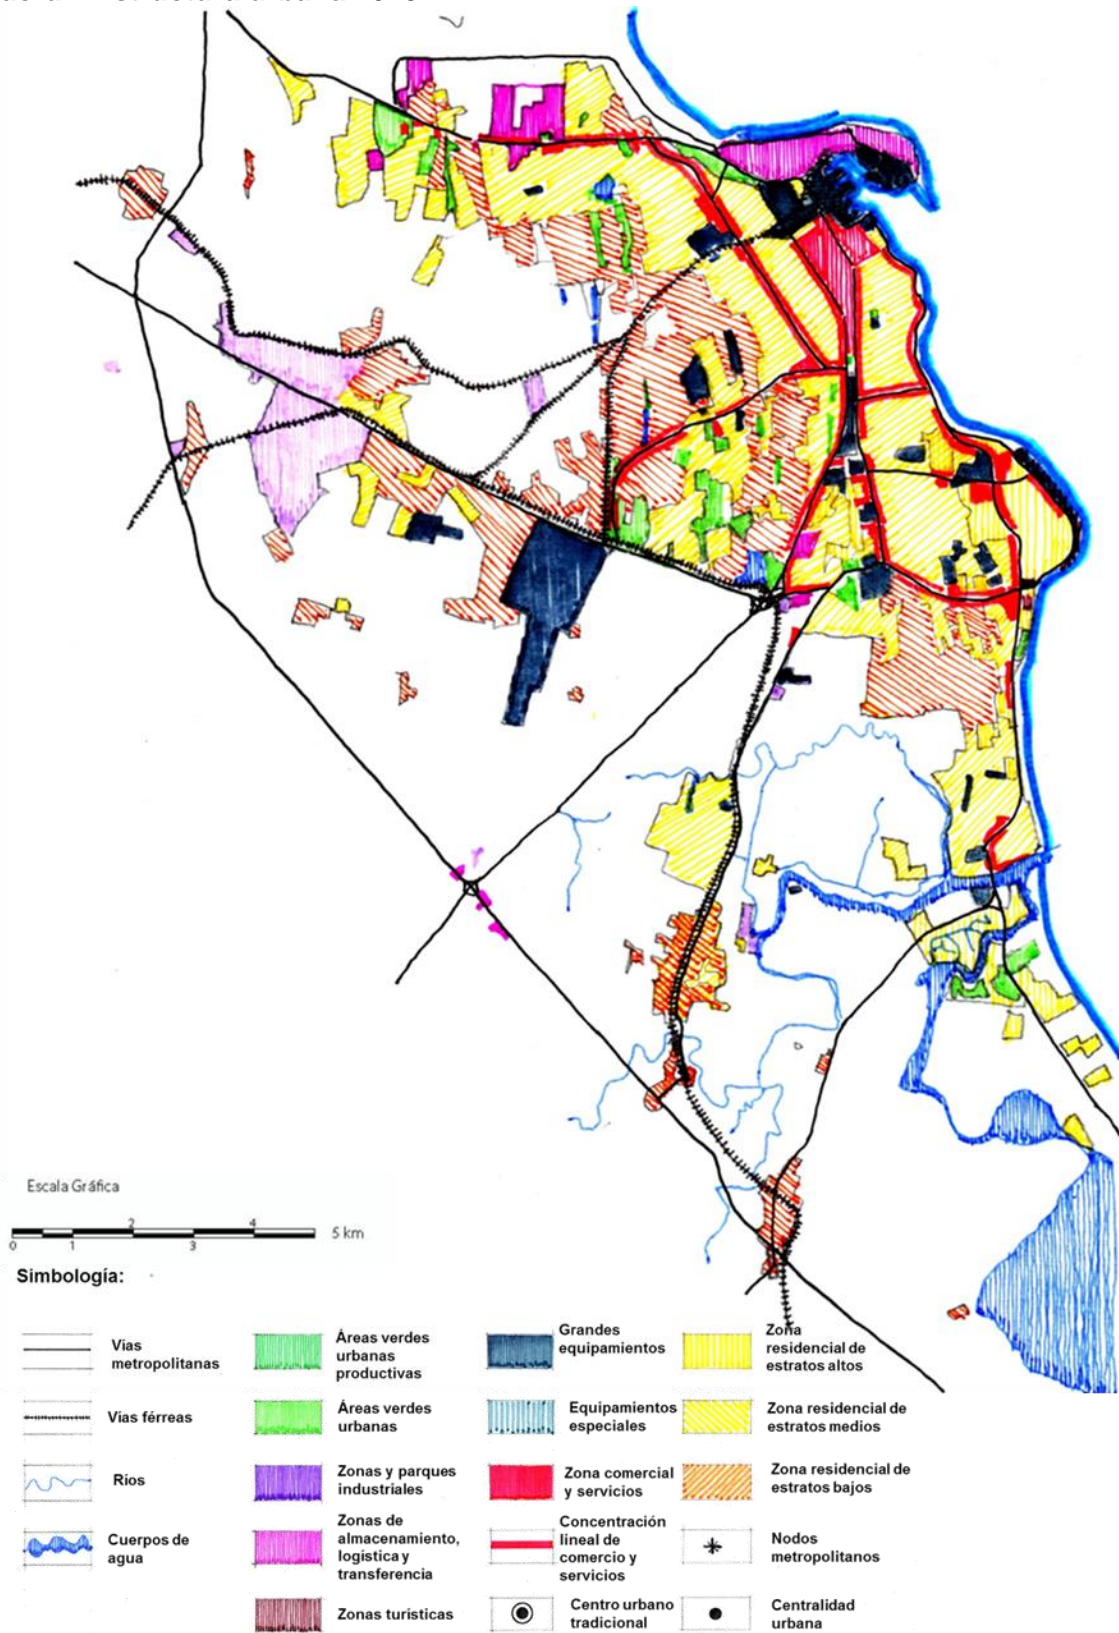 Escala Gráfica
2
4
5 km
0
1
3
Simbología:
Vias
metropolitanas
Áreas verdes
urbanas
productivas
Grandes
equipamientos
Zona
residencial de
estratos altos
Vias férreas
Áreas verdes
urbanas
Equipamientos
especiales
Zona residencial de
estratos medios
Rios
Zonas y parques
industriales
Zona comercial
y servicios
Zona residencial de
estratos bajos
Cuerpos de
agua
Zonas de
almacenamiento,
logística y
transferencia
Concentración
lineal de
comercio y
servicios
Nodos
metropolitanos
Zonas turísticas
Centro urbano
tradicional
Centralidad
urbana